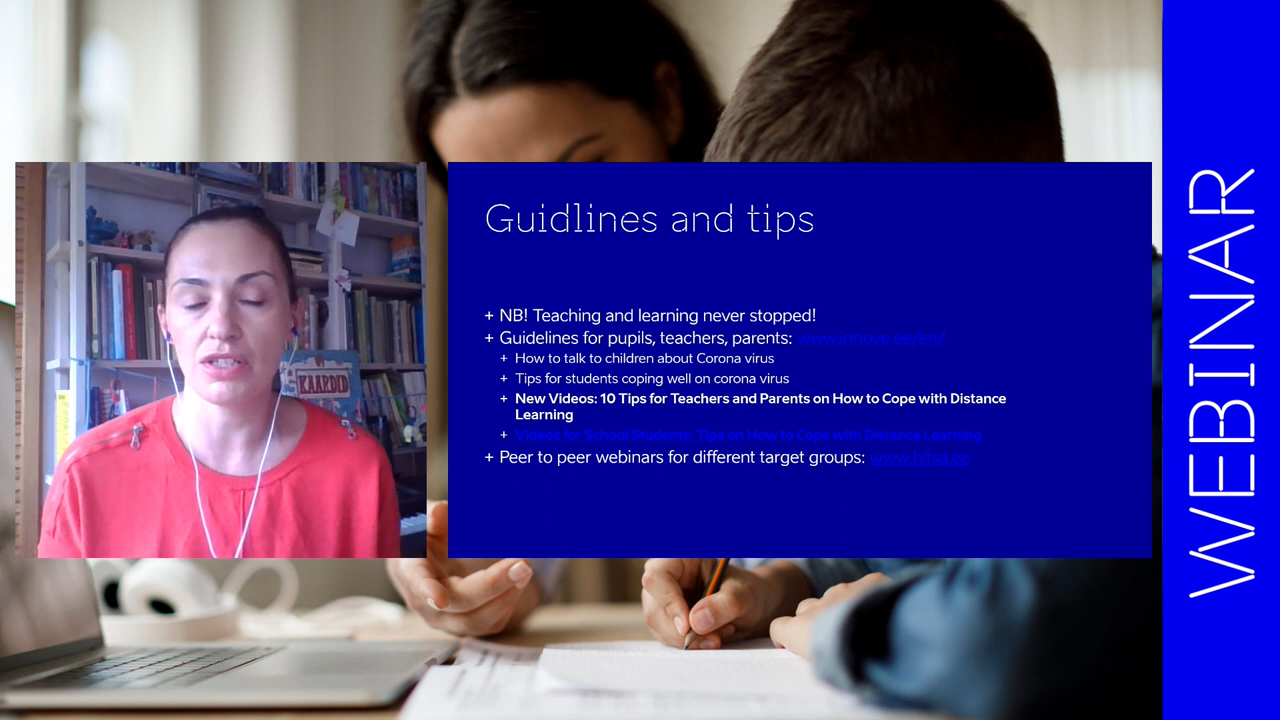 Guidlines and tips
+ NB! Teaching and learning never stopped!
+ Guidelines for pupils, teachers, parents: www.innove.ee/en/
+ How to talk to children about Corona virus
+ Tips for students coping well on corona virus
+ New Videos: 10 Tips for Teachers and Parents on How to Cope with Distance
Learning
+ Videos for School Students: Tips on How to Cope with Distance Learning
+ Peer to peer webinars for different target groups: www.hitsa.ee
KAARDID
WEBINAR